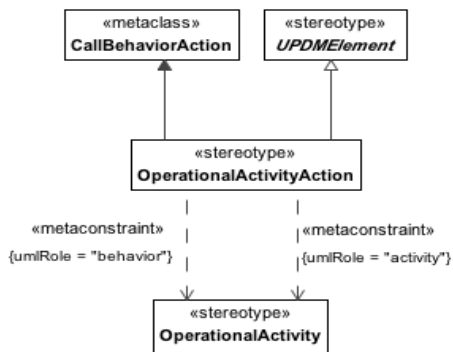 «metaclass»
CallBehaviorAction
«stereotype»
UPDMElement
«stereotype»
OperationalActivityAction
«metaconstraint»
{umlRole = "behavior"}
«metaconstraint»
{umlRole = "activity"}
«stereotype»
OperationalActivity